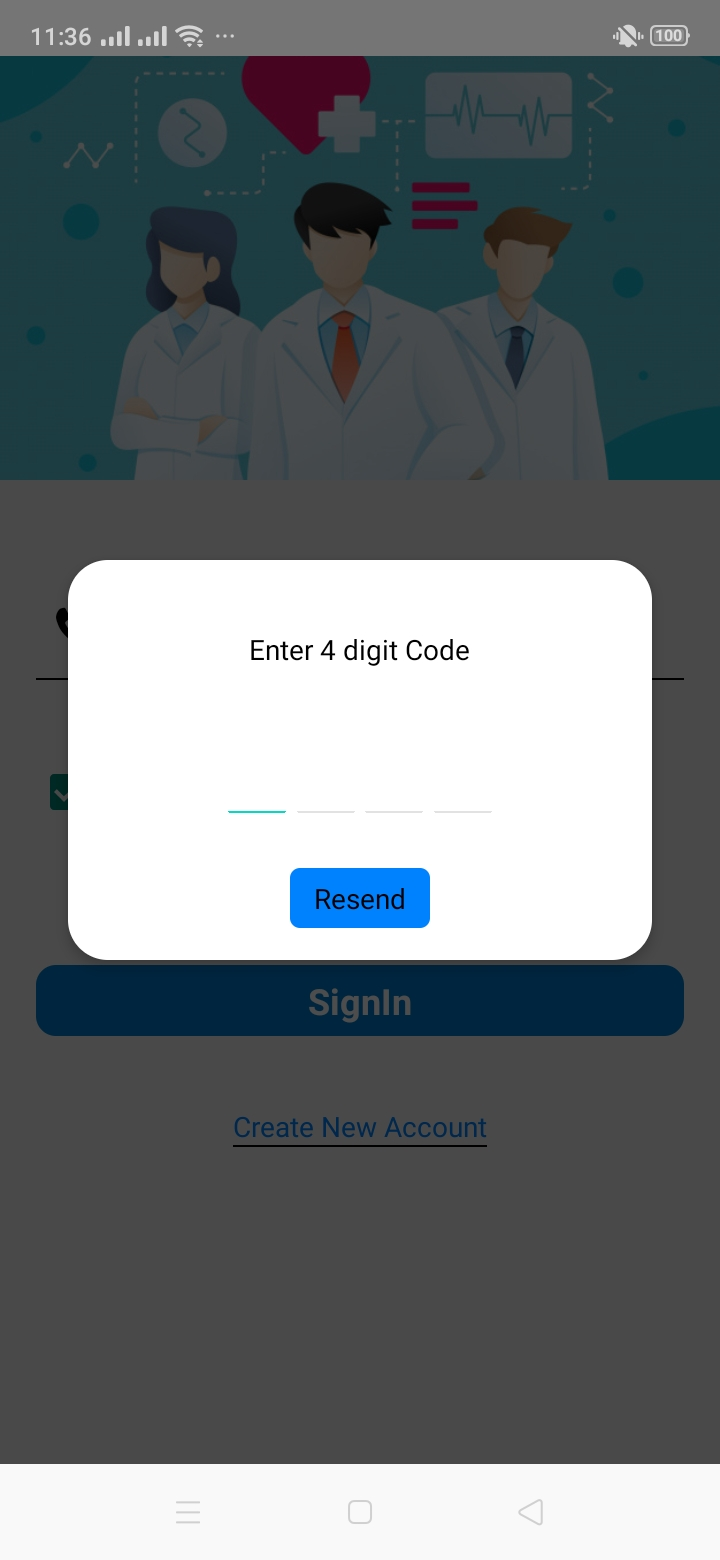 11:36
100
Enter 4 digit Code
Resend
SignIn
Create New Account